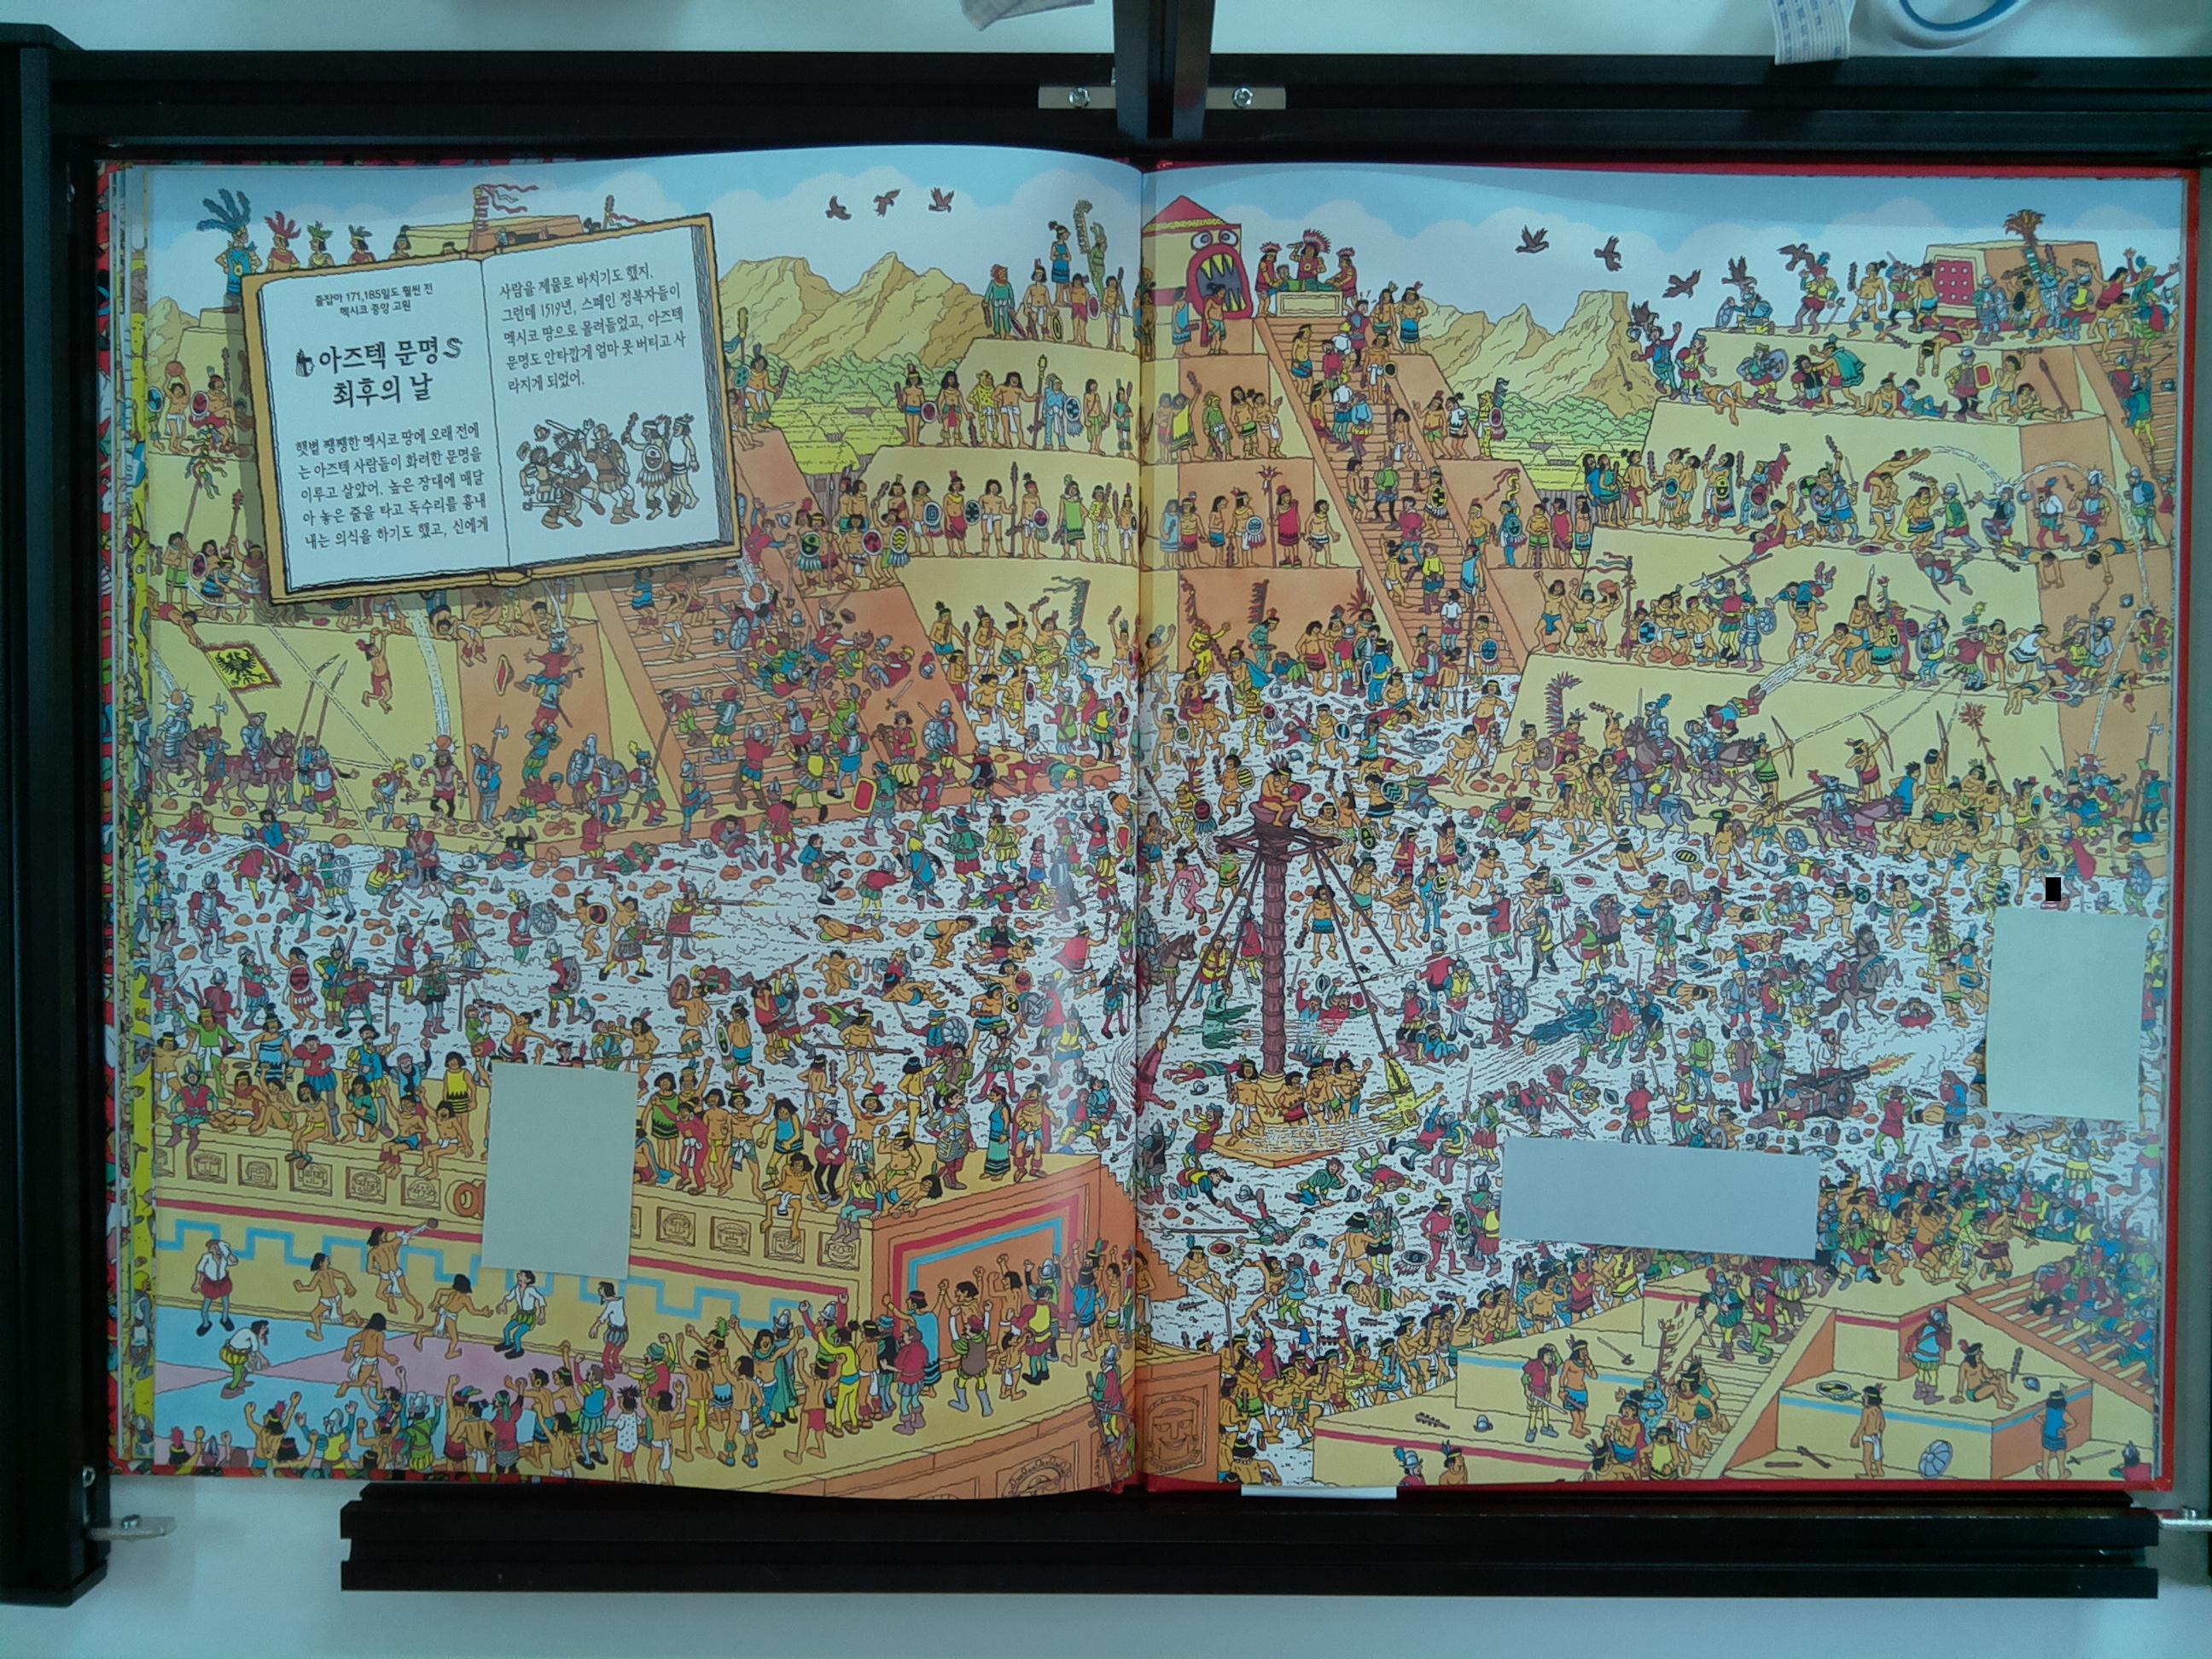 줄잡아 171,185일도 훨씬 전
멕시코 중앙 고원
아즈텍 문명
최후의 날
햇볕 쨍쨍한 멕시코 땅에 오래 전에
는 아즈텍 사람들이 화려한 문명을
이루고 살았어. 높은 장대에 매달
아 놓은 줄을 타고 독수리를 흉내
내는 의식을 하기도 했고, 신에게
사람을 제물로 바치기도 했지.
그런데 1519년, 스페인 정복자들이
멕시코 땅으로 몰려들었고, 아즈텍
문명도 안타깝게 얼마 못 버티고 사
라지게 되었어.